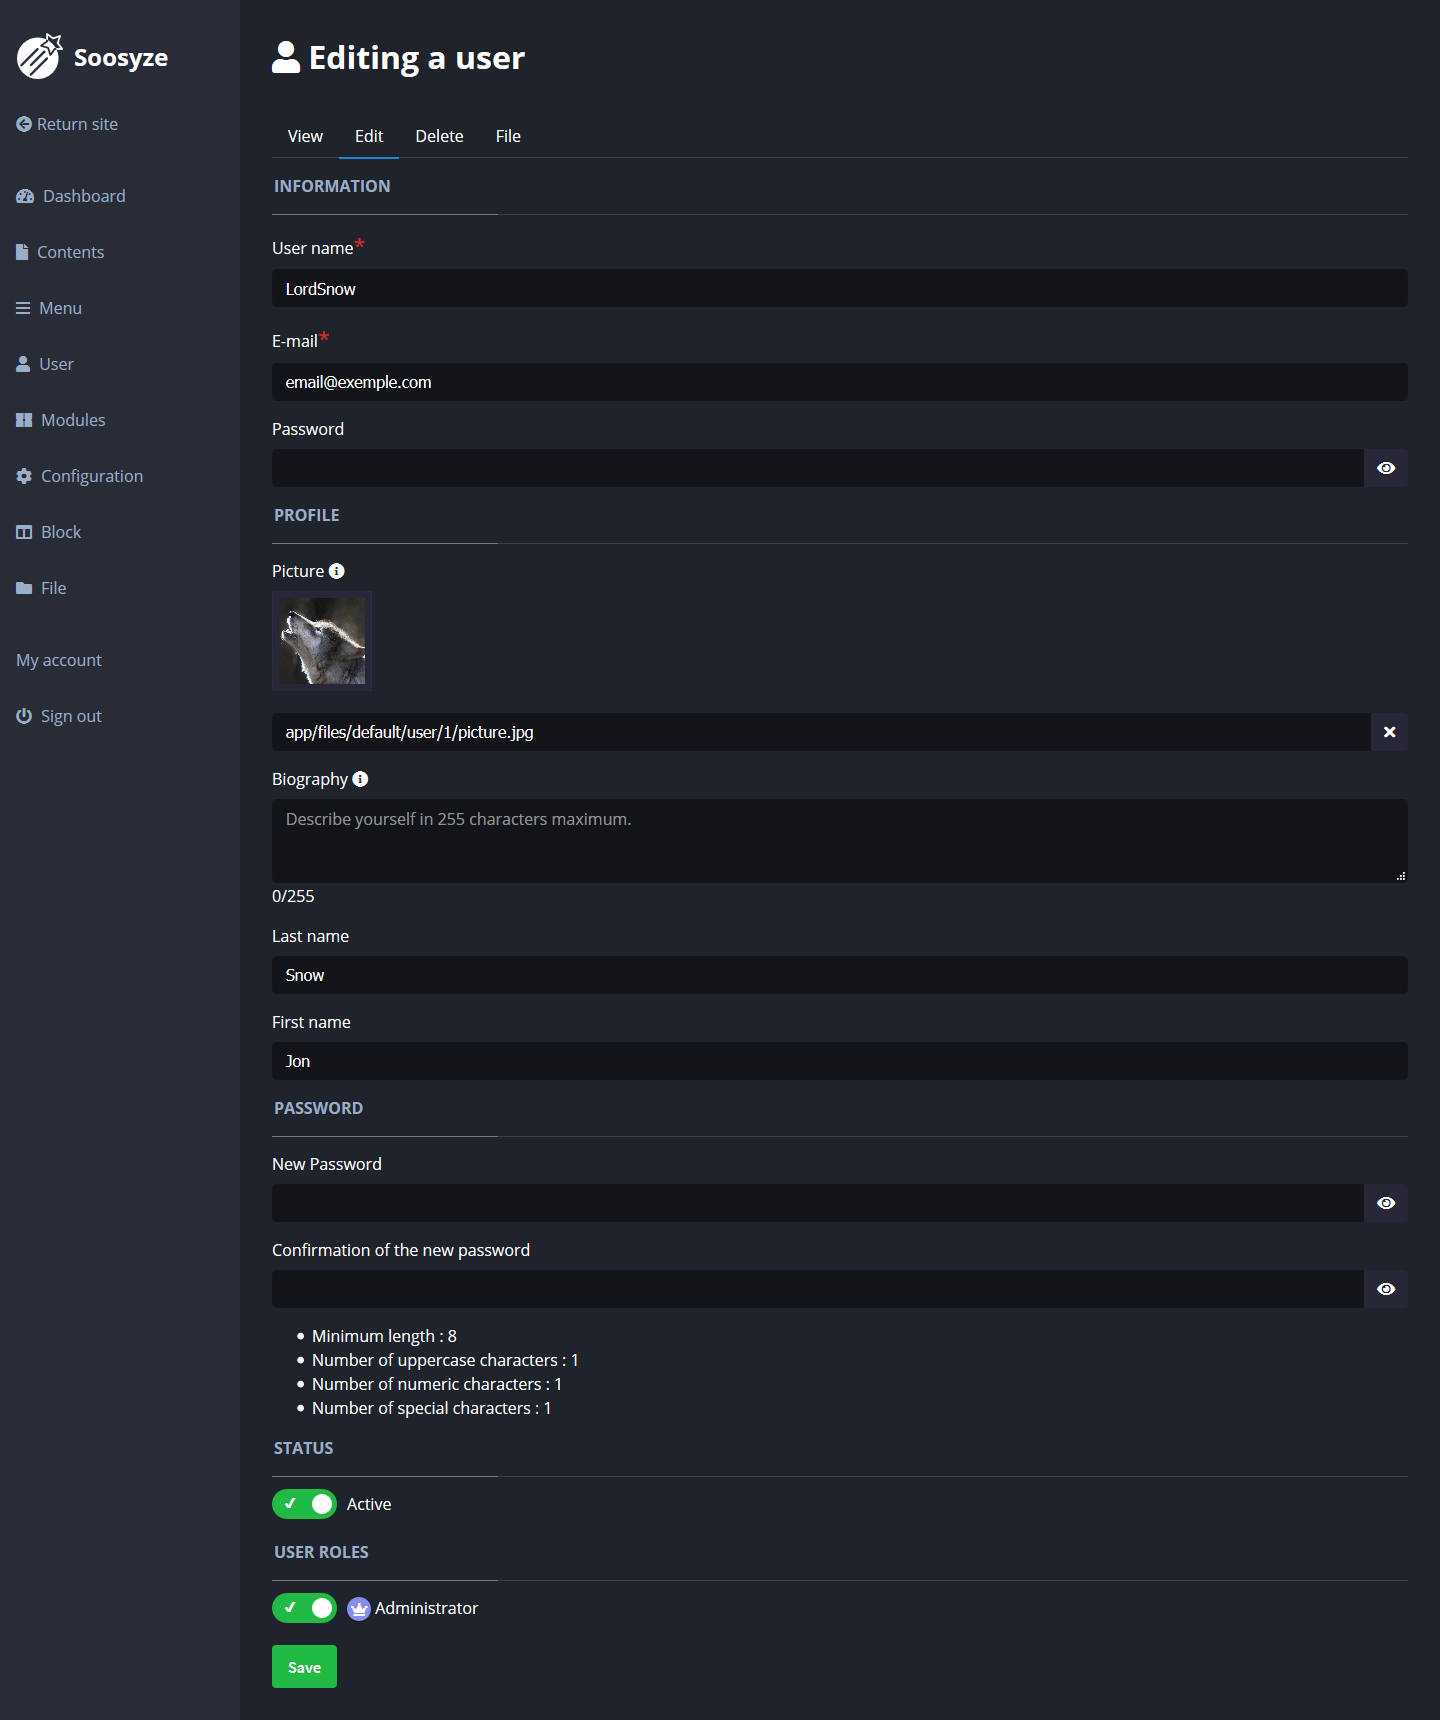 Soosyze
Return site
Dashboard
Contents
Menu
User
Modules
Configuration
Block
File
My account
Sign out
Editing a user
View Edit Delete File
INFORMATION
User name*
LordSnow
E-mail*
email@exemple.com
Password
PROFILE
Picture
app/files/default/user/1/picture.jpg
Biography
Describe yourself in 255 characters maximum.
0/255
Last name
Snow
First name
Jon
PASSWORD
New Password
Confirmation of the new password
Minimum length : 8
Number of uppercase characters : 1
Number of numeric characters : 1
Number of special characters : 1
STATUS
Active
USER ROLES
Administrator
Save